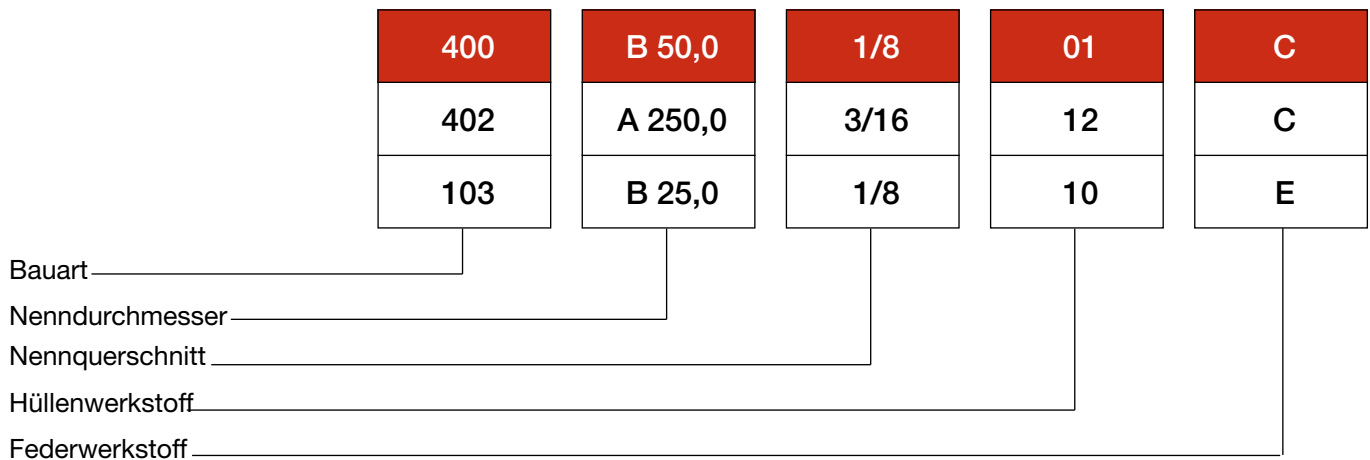 400 B 50,0 1/8 01 C
402 A 250,0 3/16 12 C
103 B 25,0 1/8 10 E
Bauart
Nenndurchmesser
Nennquerschnitt
Hüllenwerkstoff
Federwerkstoff